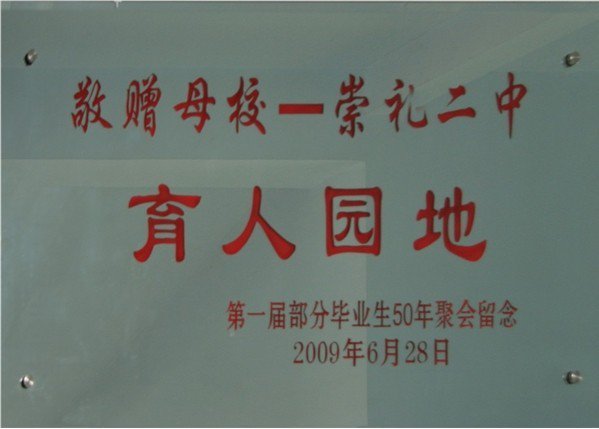 敬赠母校一崇礼二中
育人园地
第一届部分毕业生50年聚会留念
2009年6月28日